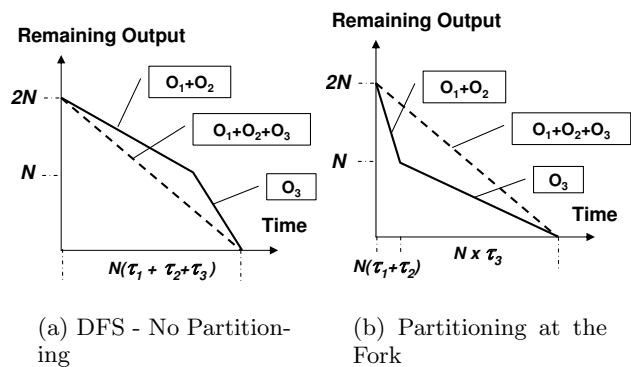 Remaining Output
2N
O₁+O₂
O₁+O₂+O₃
N
O₃
Time
N(τ₁ + τ₂+τ₃)
(a) DFS - No Partition-
ing
Remaining Output
2N
O₁+O₂
O₁+O₂+O₃
N
O₃
Time
N(τ₁+τ₂)
N x τ₃
(b) Partitioning at the
Fork